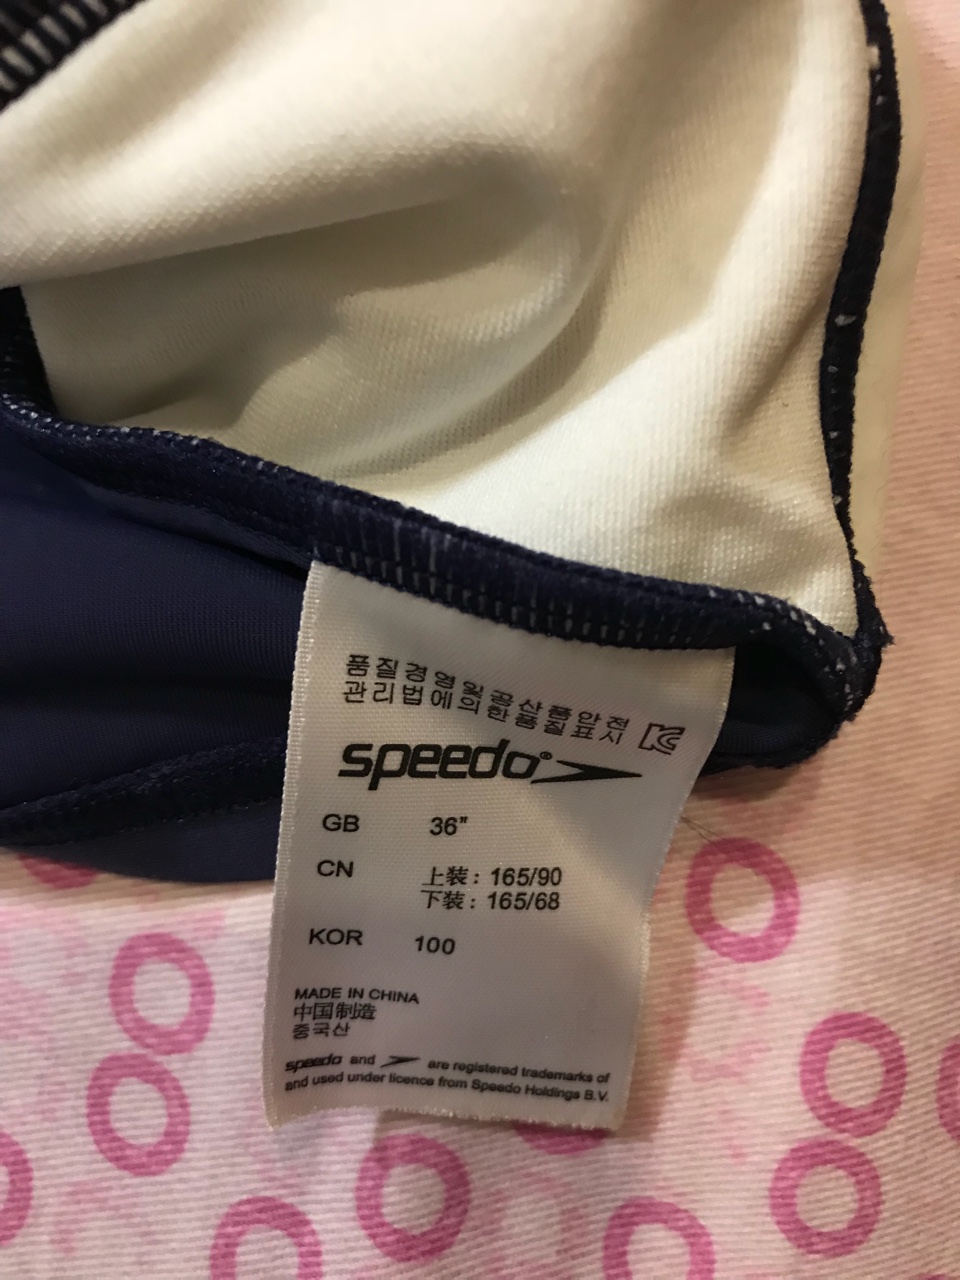 품질경영및공산품안전
관리법에의한품질표시
speedo®
GB 36"
CN 上装: 165/90
下装: 165/68
KOR 100
MADE IN CHINA
中国制造
중국산
speedo and are registered trademarks of
and used under licence from Speedo Holdings B.V.